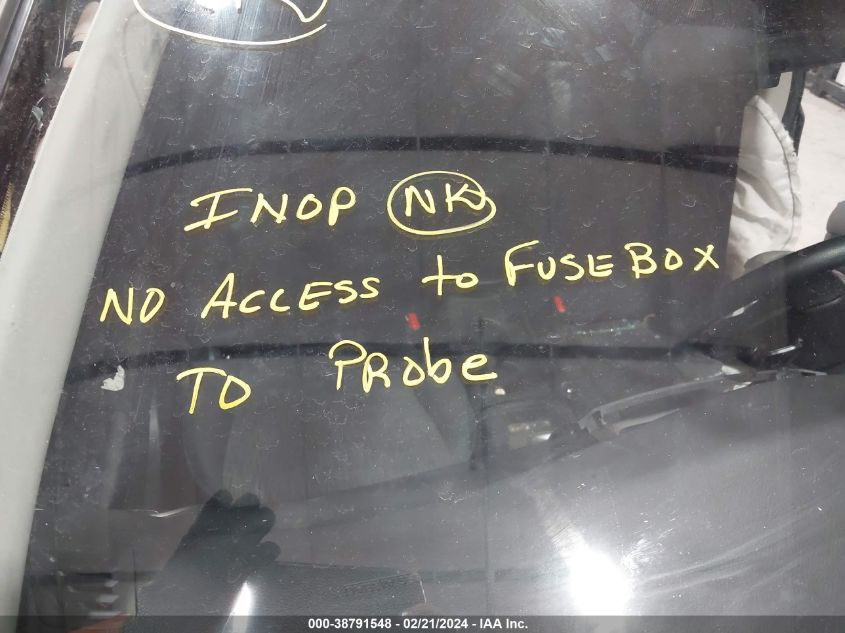 INOP NK
NO ACCESS to FUSEBOX
TO PRObe
000-38791548 - 02/21/2024 - IAA Inc.